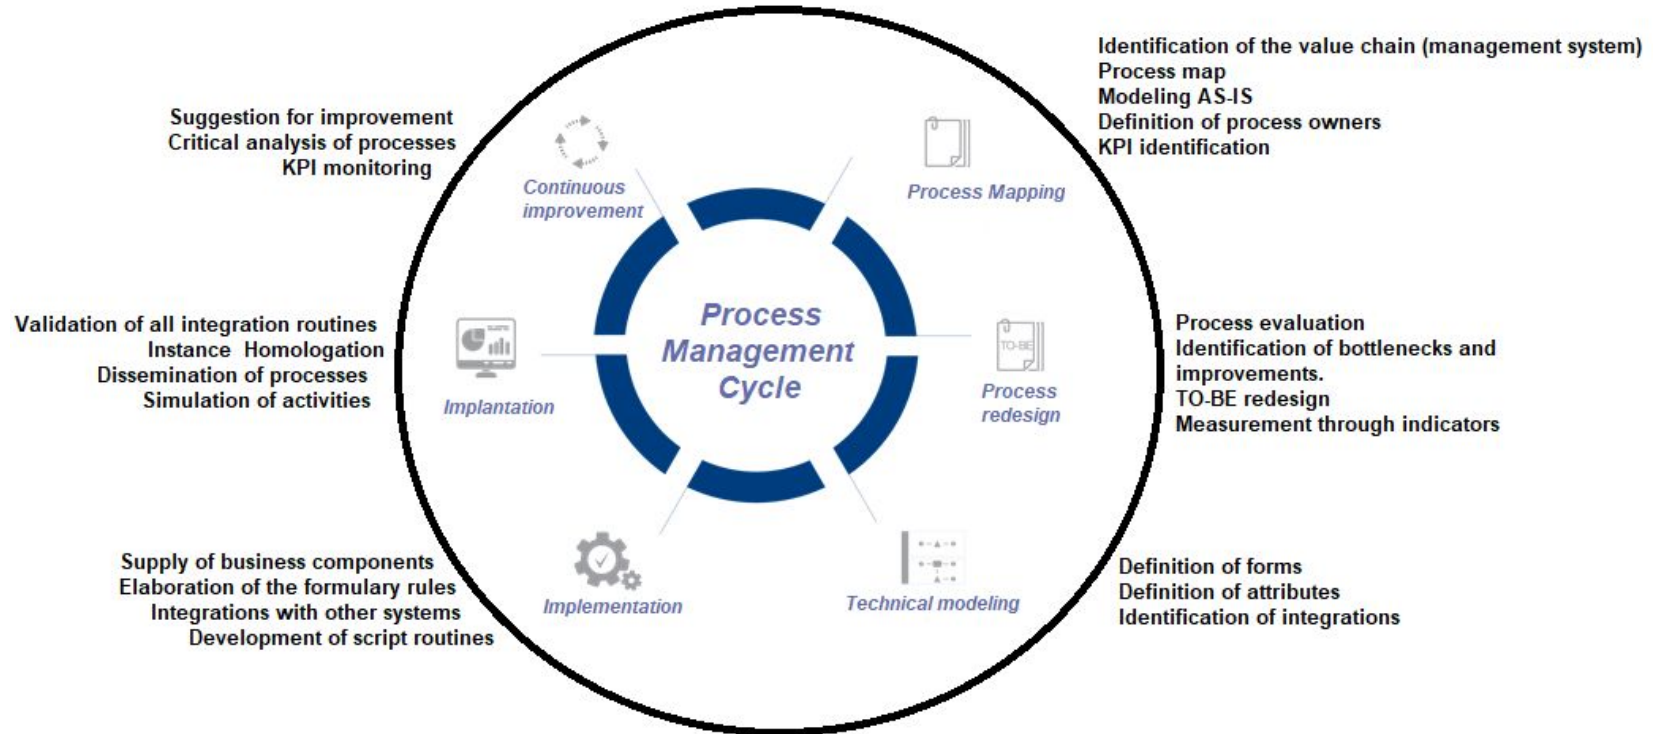 Identification of the value chain (management system)
Process map
Modeling AS-IS
Definition of process owners
KPI identification
Suggestion for improvement
Critical analysis of processes
KPI monitoring
Continuous
improvement
Process Mapping
Process
Management
Cycle
Validation of all integration routines
Instance Homologation
Dissemination of processes
Simulation of activities
Implantation
TO-BE
Process
redesign
Process evaluation
Identification of bottlenecks and
improvements.
TO-BE redesign
Measurement through indicators
Supply of business components
Elaboration of the formulary rules
Integrations with other systems
Development of script routines
Implementation
Technical modeling
Definition of forms
Definition of attributes
Identification of integrations